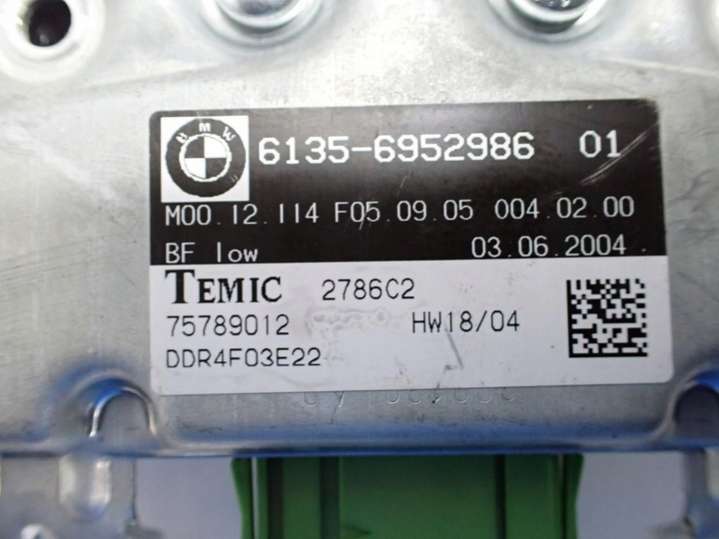 BMW
6135-6952986 01
M00.12.114 F05.09.05 004.02.00
BF low 03.06.2004
TEMIC 2786C2
75789012 HW18/04
DDR4F03E22